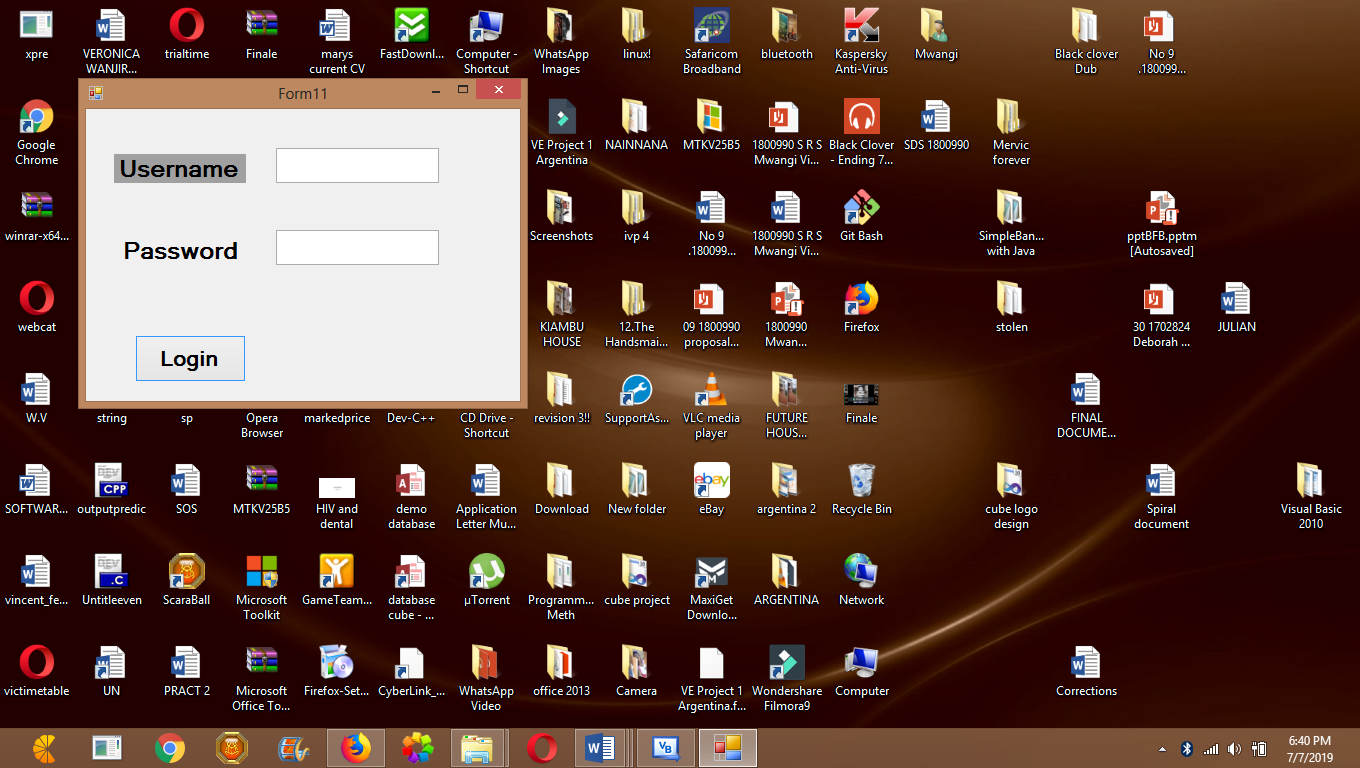 xpre
VERONICA
WANJIR...
trialtime
Finale
marys
current CV
FastDownl...
Computer -
Shortcut
WhatsApp
Images
linux!
Safaricom
Broadband
bluetooth
Kaspersky
Anti-Virus
Mwangi
Black clover
Dub
No 9
.180099...
Form11
Username
Password
Login
Google
Chrome
VE Project 1
Argentina
NAINNANA
MTKV25B5
1800990 S R S
Mwangi Vi...
Black Clover
- Ending 7...
SDS 1800990
Mervic
forever
winrar-x64...
Screenshots
ivp 4
No 9
.180099...
1800990 S R S
Mwangi Vi...
Git Bash
SimpleBan...
with Java
pptBFB.pptm
[Autosaved]
webcat
KIAMBU
HOUSE
12.The
Handsmai...
09 1800990
proposal...
1800990
Mwan...
Firefox
stolen
30 1702824
Deborah ...
JULIAN
W.V
string
sp
Opera
Browser
markedprice
Dev-C++
CD Drive -
Shortcut
revision 3!!
SupportAs...
VLC media
player
FUTURE
HOUS...
Finale
FINAL
DOCUME...
SOFTWAR...
CPP
outputpredic
SOS
MTKV25B5
HIV and
dental
demo
database
Application
Letter Mu...
Download
New folder
ebay
eBay
argentina 2
Recycle Bin
cube logo
design
Spiral
document
Visual Basic
2010
vincent_fe...
.C
Untitleeven
ScaraBall
Microsoft
Toolkit
GameTeam...
database
cube - ...
µTorrent
Programm...
Meth
cube project
MaxiGet
Downlo...
ARGENTINA
Network
victimetable
UN
PRACT 2
Microsoft
Office To...
Firefox-Set...
CyberLink_...
WhatsApp
Video
office 2013
Camera
VE Project 1
Argentina.f...
Wondershare
Filmora9
Computer
Corrections
VB
6:40 PM
7/7/2019